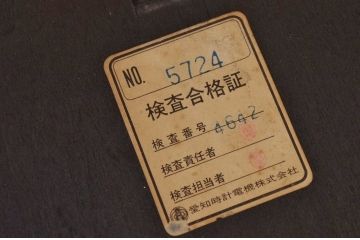 NO. 5724
検査合格証
検査番号 4642
検査責任者
検査担当者
愛知時計電機株式会社